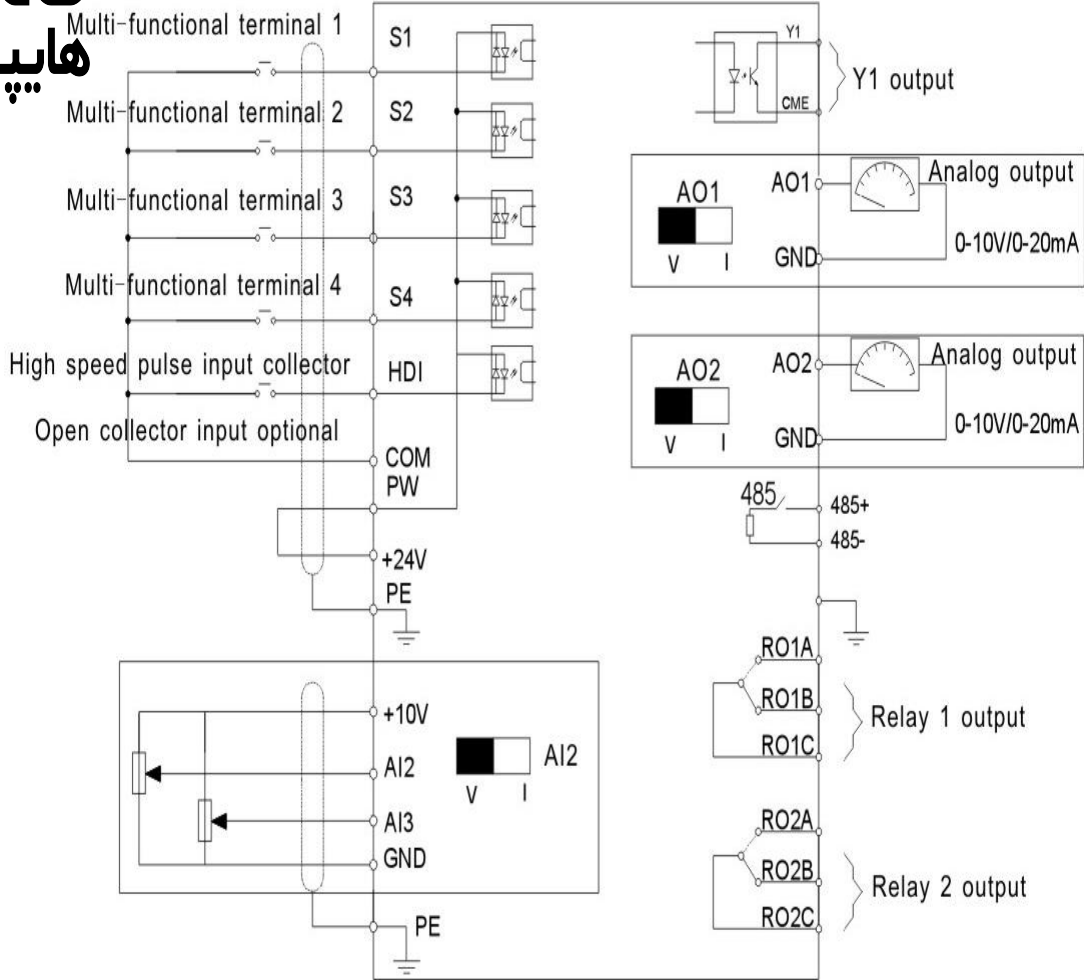 هایپ
Multi-functional terminal 1
S1
Multi-functional terminal 2
S2
Multi-functional terminal 3
S3
Multi-functional terminal 4
S4
High speed pulse input collector
HDI
Open collector input optional
COM
PW
+24V
PE
+10V
AI2
AI3
GND
V I
AI2
PE
Y1
CME
Y1 output
AO1
V I
AO1
GND
Analog output
0-10V/0-20mA
AO2
V I
AO2
GND
Analog output
0-10V/0-20mA
485
485+
485-
RO1A
RO1B
RO1C
Relay 1 output
RO2A
RO2B
RO2C
Relay 2 output